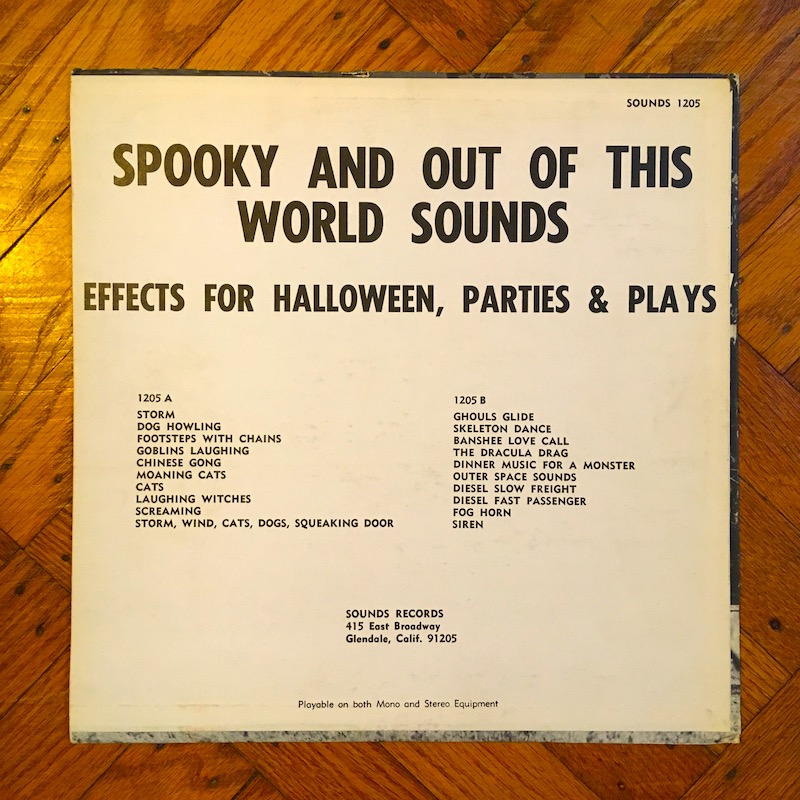 SOUNDS 1205
SPOOKY AND OUT OF THIS
WORLD SOUNDS
EFFECTS FOR HALLOWEEN, PARTIES & PLAYS
1205 A
STORM
DOG HOWLING
FOOTSTEPS WITH CHAINS
GOBLINS LAUGHING
CHINESE GONG
MOANING CATS
CATS
LAUGHING WITCHES
SCREAMING
STORM, WIND, CATS, DOGS, SQUEAKING DOOR
1205 B
GHOULS GLIDE
SKELETON DANCE
BANSHEE LOVE CALL
THE DRACULA DRAG
DINNER MUSIC FOR A MONSTER
OUTER SPACE SOUNDS
DIESEL SLOW FREIGHT
DIESEL FAST PASSENGER
FOG HORN
SIREN
SOUNDS RECORDS
415 East Broadway
Glendale, Calif. 91205
Playable on both Mono and Stereo Equipment